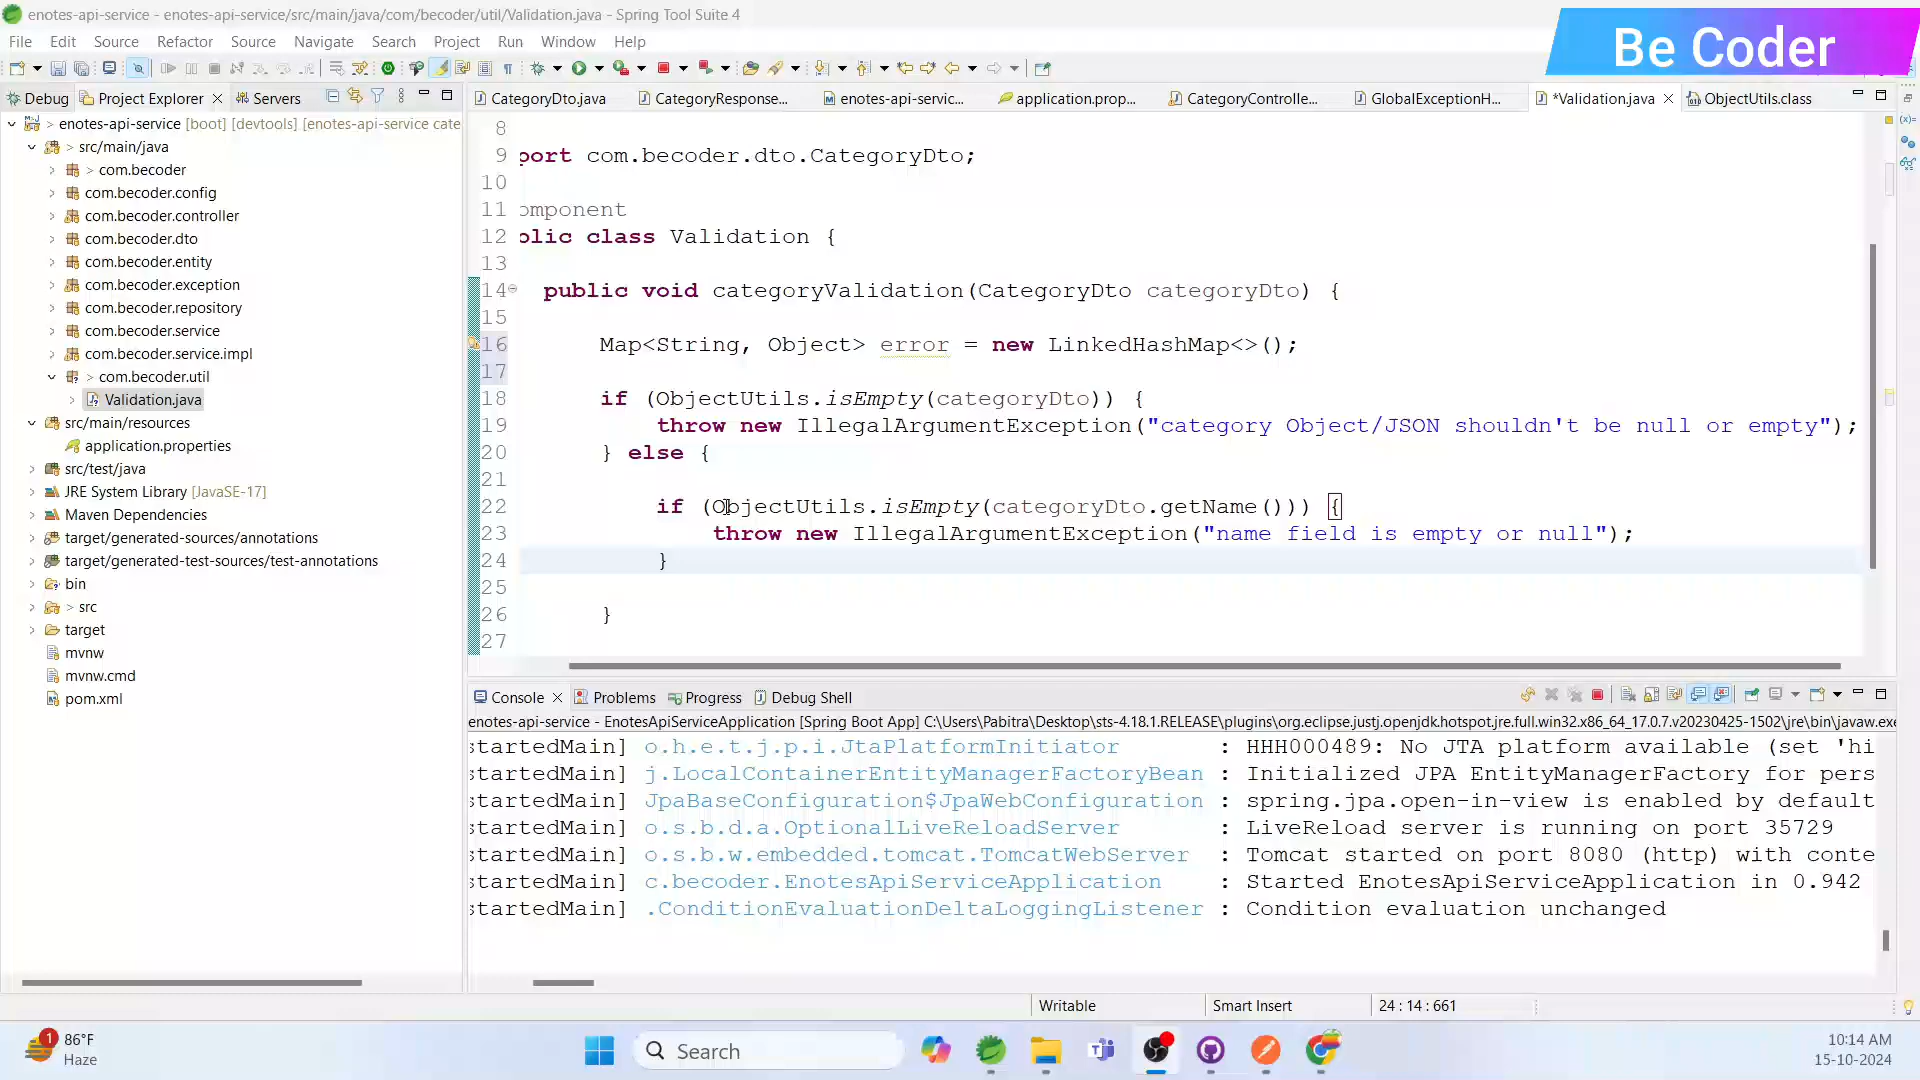 enotes-api-service - enotes-api-service/src/main/java/com/becoder/util/Validation.java - Spring Tool Suite 4
Be Coder
File Edit Source Refactor Source Navigate Search Project Run Window Help
Debug Project Explorer Servers
CategoryDto.java CategoryResponse... enotes-api-servic... application.prop... CategoryControlle... GlobalExceptionH... *Validation.java ObjectUtils.class
> enotes-api-service [boot] [devtools] [enotes-api-service cate
> src/main/java
> com.becoder
com.becoder.config
com.becoder.controller
com.becoder.dto
com.becoder.entity
com.becoder.exception
com.becoder.repository
com.becoder.service
com.becoder.service.impl
> com.becoder.util
Validation.java
src/main/resources
application.properties
src/test/java
JRE System Library [JavaSE-17]
Maven Dependencies
target/generated-sources/annotations
target/generated-test-sources/test-annotations
bin
> src
target
mvnw
mvnw.cmd
pom.xml
8
9 port com.becoder.dto.CategoryDto;
10
11 omponent
12 blic class Validation {
13
14 public void categoryValidation(CategoryDto categoryDto) {
15
16 Map<String, Object> error = new LinkedHashMap<>();
17
18 if (ObjectUtils.isEmpty(categoryDto)) {
19 throw new IllegalArgumentException("category Object/JSON shouldn't be null or empty");
20 } else {
21
22 if (ObjectUtils.isEmpty(categoryDto.getName())) {
23 throw new IllegalArgumentException("name field is empty or null");
24 }
25
26 }
27
Console Problems Progress Debug Shell
enotes-api-service - EnotesApiServiceApplication [Spring Boot App] C:\Users\Pabitra\Desktop\sts-4.18.1.RELEASE\plugins\org.eclipse.justj.openjdk.hotspot.jre.full.win32.x86_64_17.0.7.v20230425-1502\jre\bin\javaw.exe
startedMain] o.h.e.t.j.p.i.JtaPlatformInitiator : HHH000489: No JTA platform available (set 'hi
startedMain] j.LocalContainerEntityManagerFactoryBean : Initialized JPA EntityManagerFactory for pers
startedMain] JpaBaseConfiguration$JpaWebConfiguration : spring.jpa.open-in-view is enabled by default
startedMain] o.s.b.d.a.OptionalLiveReloadServer : LiveReload server is running on port 35729
startedMain] o.s.b.w.embedded.tomcat.TomcatWebServer : Tomcat started on port 8080 (http) with conte
startedMain] c.becoder.EnotesApiServiceApplication : Started EnotesApiServiceApplication in 0.942
startedMain] .ConditionEvaluationDeltaLoggingListener : Condition evaluation unchanged
Writable Smart Insert 24 : 14 : 661
1 86°F
Haze
Search
10:14 AM
15-10-2024